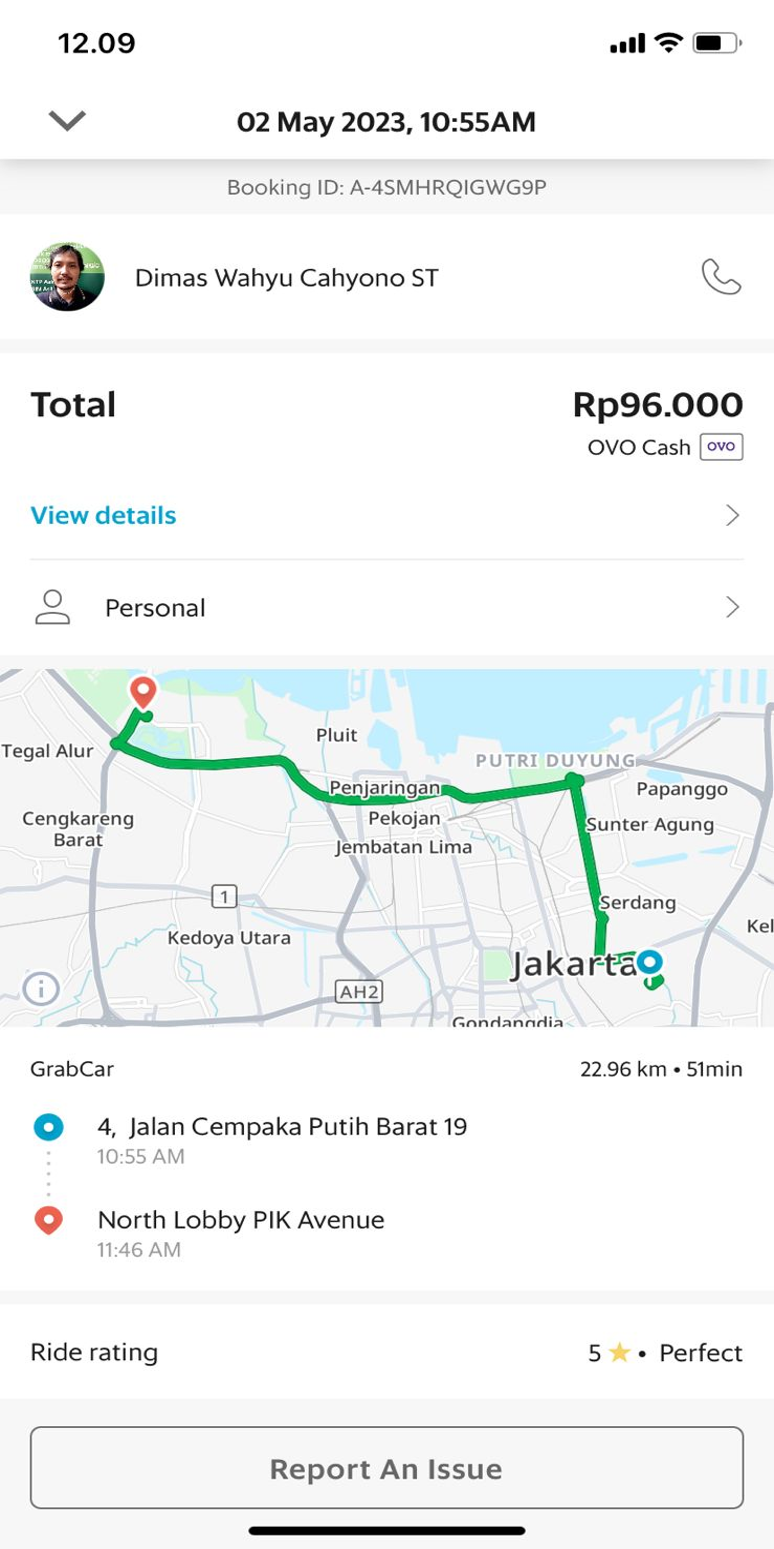 12.09
02 May 2023, 10:55AM
Booking ID: A-4SMHRQIGWG9P
Dimas Wahyu Cahyono ST
Total
Rp96.000
OVO Cash OVO
View details
Personal
Pluit
Tegal Alur
PUTRI DUYUNG
Penjaringan
Papanggo
Cengkareng
Barat
Pekojan
Sunter Agung
Jembatan Lima
1
Serdang
Kedoya Utara
Kel
Jakarta
AH2
Gondangdia
GrabCar
22.96 km • 51min
4, Jalan Cempaka Putih Barat 19
10:55 AM
North Lobby PIK Avenue
11:46 AM
Ride rating
5 ★ • Perfect
Report An Issue